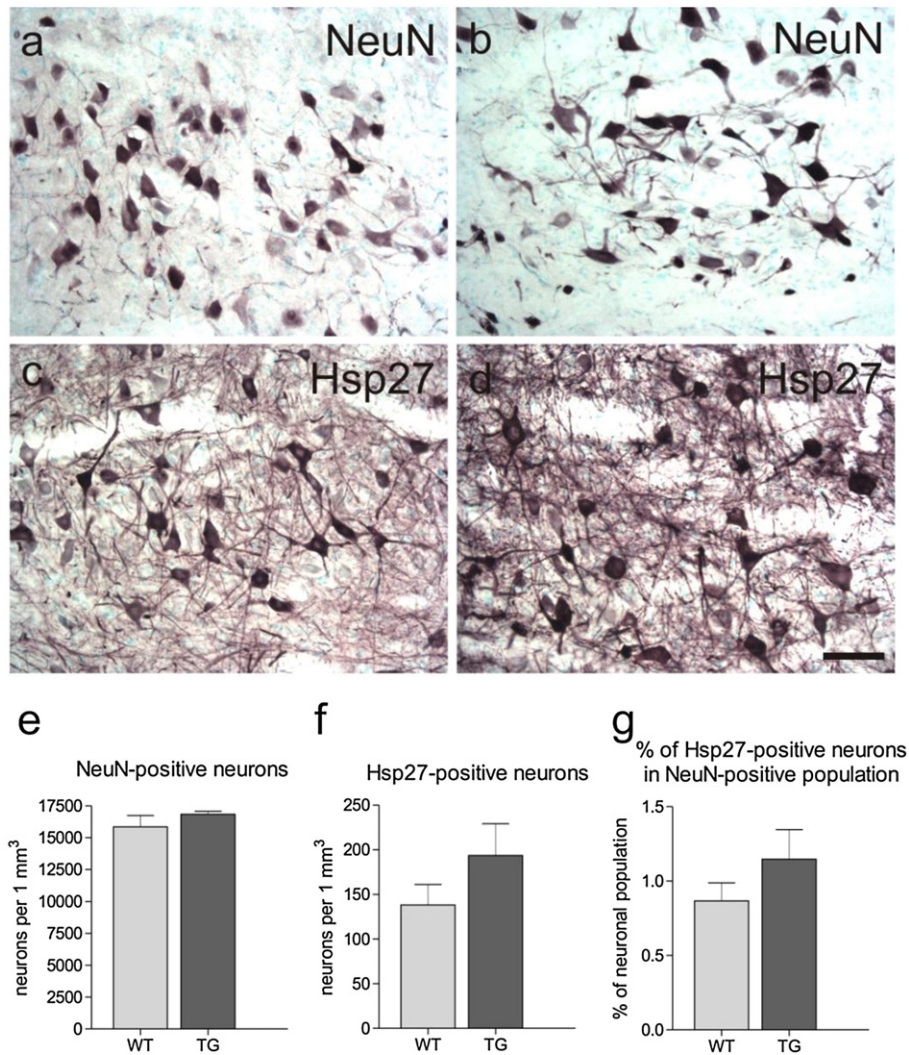 a NeuN
b NeuN
c Hsp27
d Hsp27
e
NeuN-positive neurons
neurons per 1 mm³
17500
15000
12500
10000
7500
5000
2500
0
WT TG
f
Hsp27-positive neurons
neurons per 1 mm³
250
200
150
100
50
0
WT TG
g
% of Hsp27-positive neurons
in NeuN-positive population
% of neuronal population
1.5
1.0
0.5
0.0
WT TG